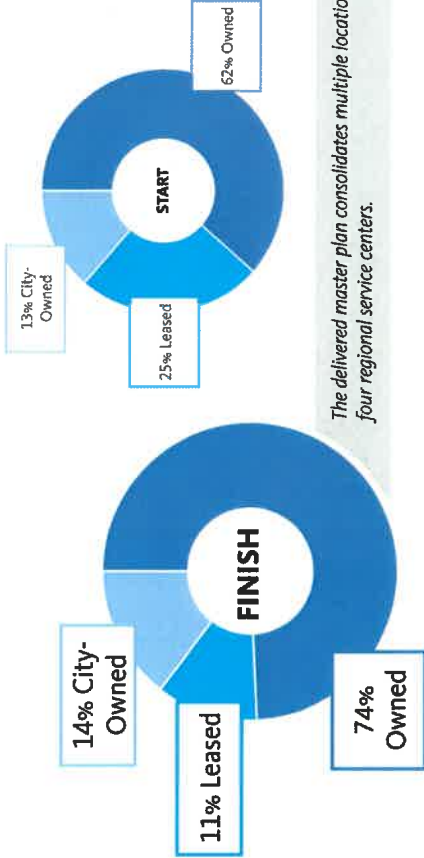 13% City-
Owned
START
62% Owned
25% Leased
14% City-
Owned
FINISH
11% Leased
74%
Owned
The delivered master plan consolidates multiple
four regional service centers.